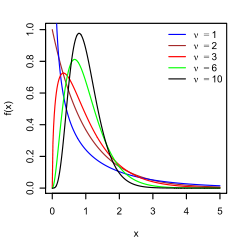 ν = 1
ν = 2
ν = 3
ν = 6
ν = 10
f(x)
1.0
0.8
0.6
0.4
0.2
0.0
0 1 2 3 4 5
x